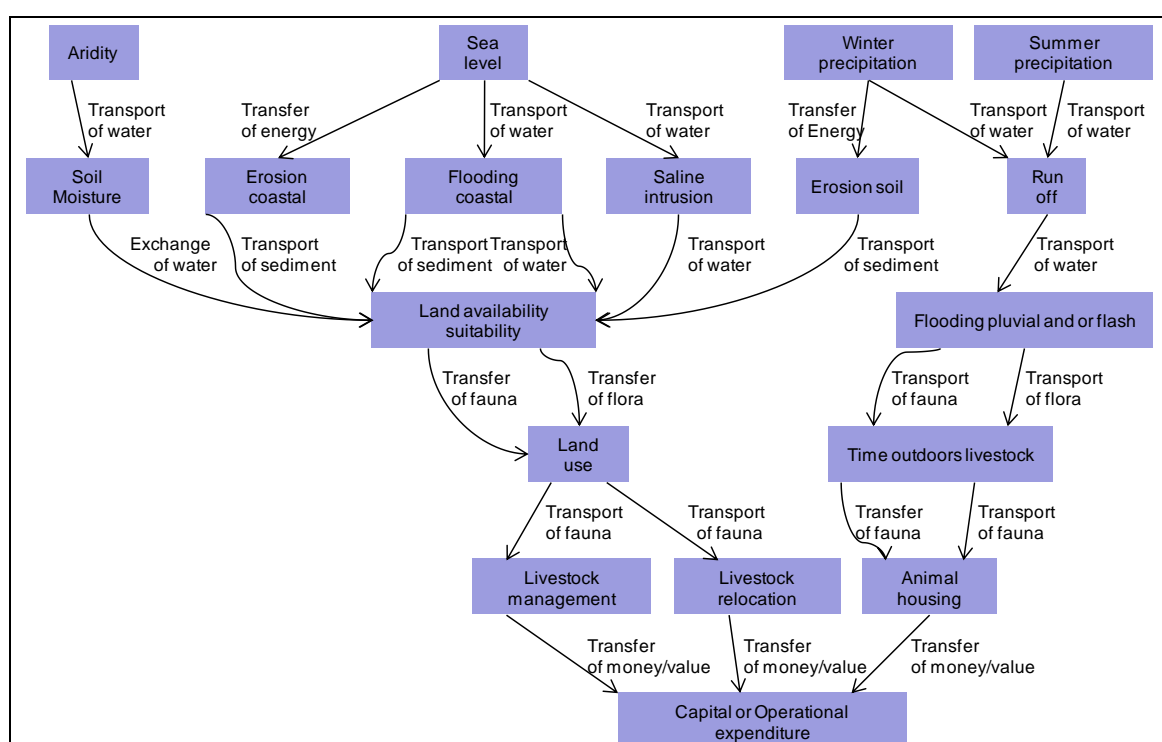 Aridity
Sea
level
Winter
precipitation
Summer
precipitation
Transport
of water
Transfer
of energy
Transport
of water
Transport
of water
Transfer
of Energy
Transport
of water
Transport
of water
Soil
Moisture
Erosion
coastal
Flooding
coastal
Saline
intrusion
Erosion soil
Run
off
Exchange
of water
Transport
of sediment
Transport
of sediment
Transport
of water
Transport
of water
Transport
of sediment
Transport
of water
Land availability
suitability
Flooding pluvial and or flash
Transfer
of fauna
Transfer
of flora
Transport
of fauna
Transport
of flora
Land
use
Time outdoors livestock
Transport
of fauna
Transport
of fauna
Transfer
of fauna
Transport
of fauna
Livestock
management
Livestock
relocation
Animal
housing
Transfer
of money/value
Transfer
of money/value
Transfer
of money/value
Capital or Operational
expenditure